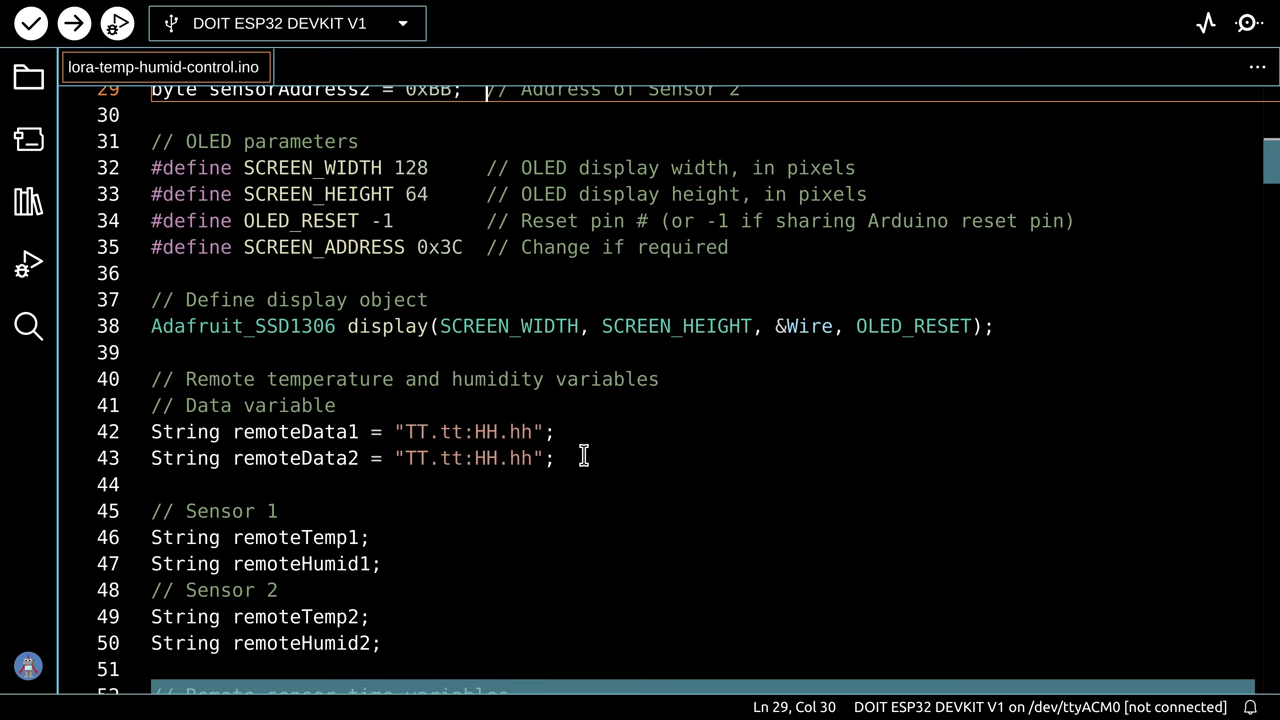 DOIT ESP32 DEVKIT V1
lora-temp-humid-control.ino
29 byte sensorAddress2 = 0xBB; // Address of Sensor 2
30
31 // OLED parameters
32 #define SCREEN_WIDTH 128 // OLED display width, in pixels
33 #define SCREEN_HEIGHT 64 // OLED display height, in pixels
34 #define OLED_RESET -1 // Reset pin # (or -1 if sharing Arduino reset pin)
35 #define SCREEN_ADDRESS 0x3C // Change if required
36
37 // Define display object
38 Adafruit_SSD1306 display(SCREEN_WIDTH, SCREEN_HEIGHT, &Wire, OLED_RESET);
39
40 // Remote temperature and humidity variables
41 // Data variable
42 String remoteData1 = "TT.tt:HH.hh";
43 String remoteData2 = "TT.tt:HH.hh";
44
45 // Sensor 1
46 String remoteTemp1;
47 String remoteHumid1;
48 // Sensor 2
49 String remoteTemp2;
50 String remoteHumid2;
51
52 // Remote sensor time variables
Ln 29, Col 30 DOIT ESP32 DEVKIT V1 on /dev/ttyACM0 [not connected]